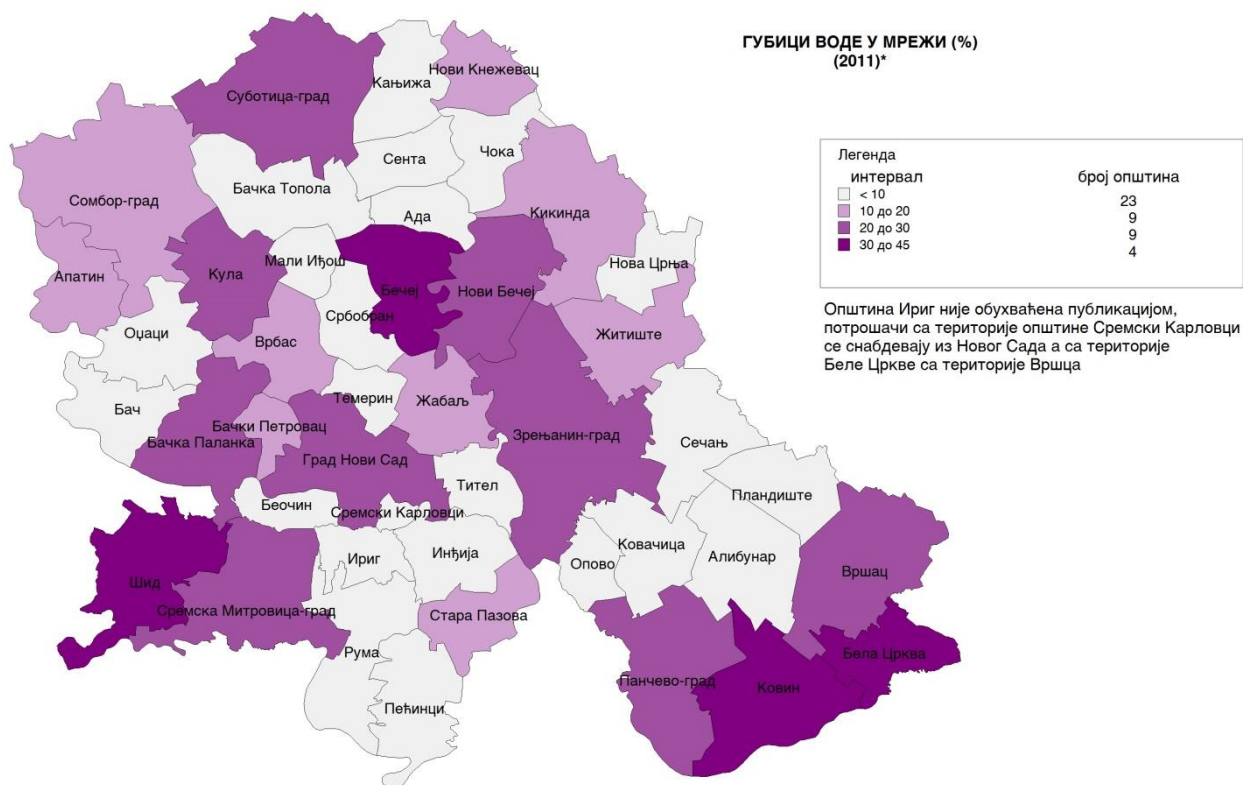 ГУБИЦИ ВОДЕ У МРЕЖИ (%)
(2011)*
Легенда
интервал број општина
< 10 23
10 до 20 9
20 до 30 9
30 до 45 4
Општина Ириг није обухваћена публикацијом,
потрошачи са територије општине Сремски Карловци
се снабдевају из Новог Сада а са територије
Беле Цркве са територије Вршца
Суботица-град
Кањижа
Нови Кнежевац
Сента
Чока
Бачка Топола
Сомбор-град
Ада
Кикинда
Апатин
Кула
Мали Иђош
Бечеј
Нови Бечеј
Нова Црња
Оџаци
Србобран
Врбас
Житиште
Бач
Темерин
Жабаљ
Бачки Петровац
Бачка Паланка
Зрењанин-град
Сечањ
Град Нови Сад
Тител
Пландиште
Беочин
Сремски Карловци
Ириг
Инђија
Опово
Ковачица
Алибунар
Вршац
Шид
Сремска Митровица-град
Стара Пазова
Рума
Бела Црква
Панчево-град
Ковин
Пећинци